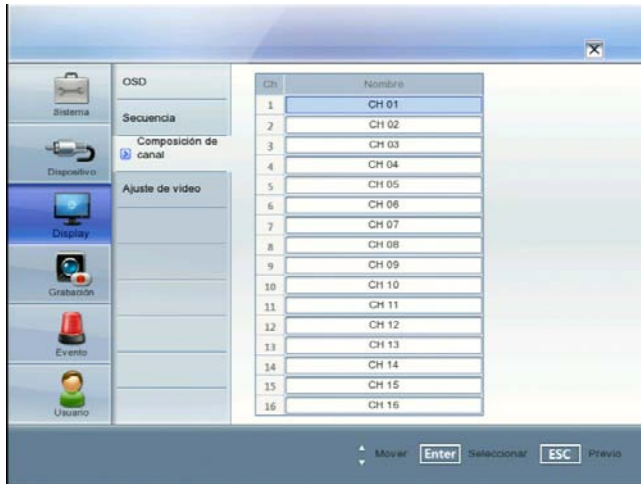 Sistema
Dispositivo
Display
Grabación
Evento
Usuario
OSD
Secuencia
Composición de
canal
Ajuste de video
Ch Nombre
1 CH 01
2 CH 02
3 CH 03
4 CH 04
5 CH 05
6 CH 06
7 CH 07
8 CH 08
9 CH 09
10 CH 10
11 CH 11
12 CH 12
13 CH 13
14 CH 14
15 CH 15
16 CH 16
Mover Enter Seleccionar ESC Previo